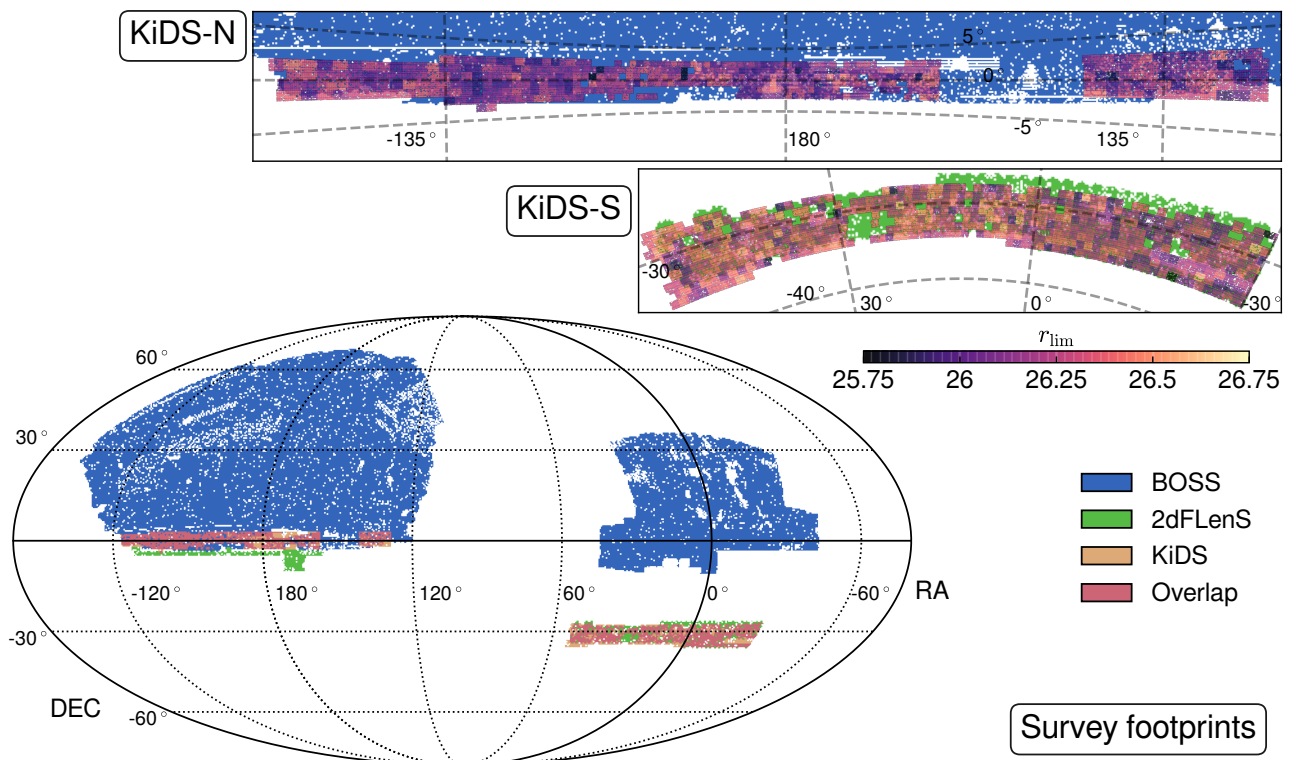 KiDS-N
5°
0°
-5°
-135°
180°
135°
KiDS-S
-30°
-40°
30°
0°
-30°
r_lim
25.75 26 26.25 26.5 26.75
60°
30°
-120° 180° 120° 60° 0° -60°
RA
-30°
DEC
-60°
BOSS
2dFLenS
KiDS
Overlap
Survey footprints